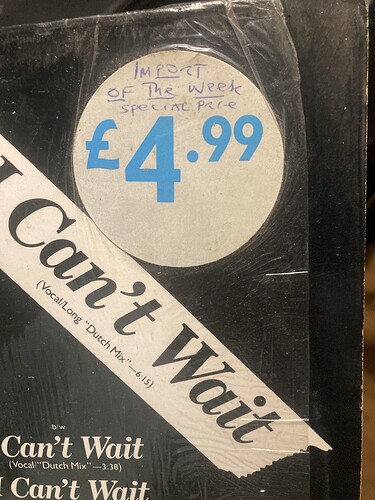 IMPORT
OF The Week
Special Price
£4.99
I Can't Wait
(Vocal/Long "Dutch Mix"—6:15)
b/w
Can't Wait
(Vocal/"Dutch Mix"—3:38)
I Can't Wait